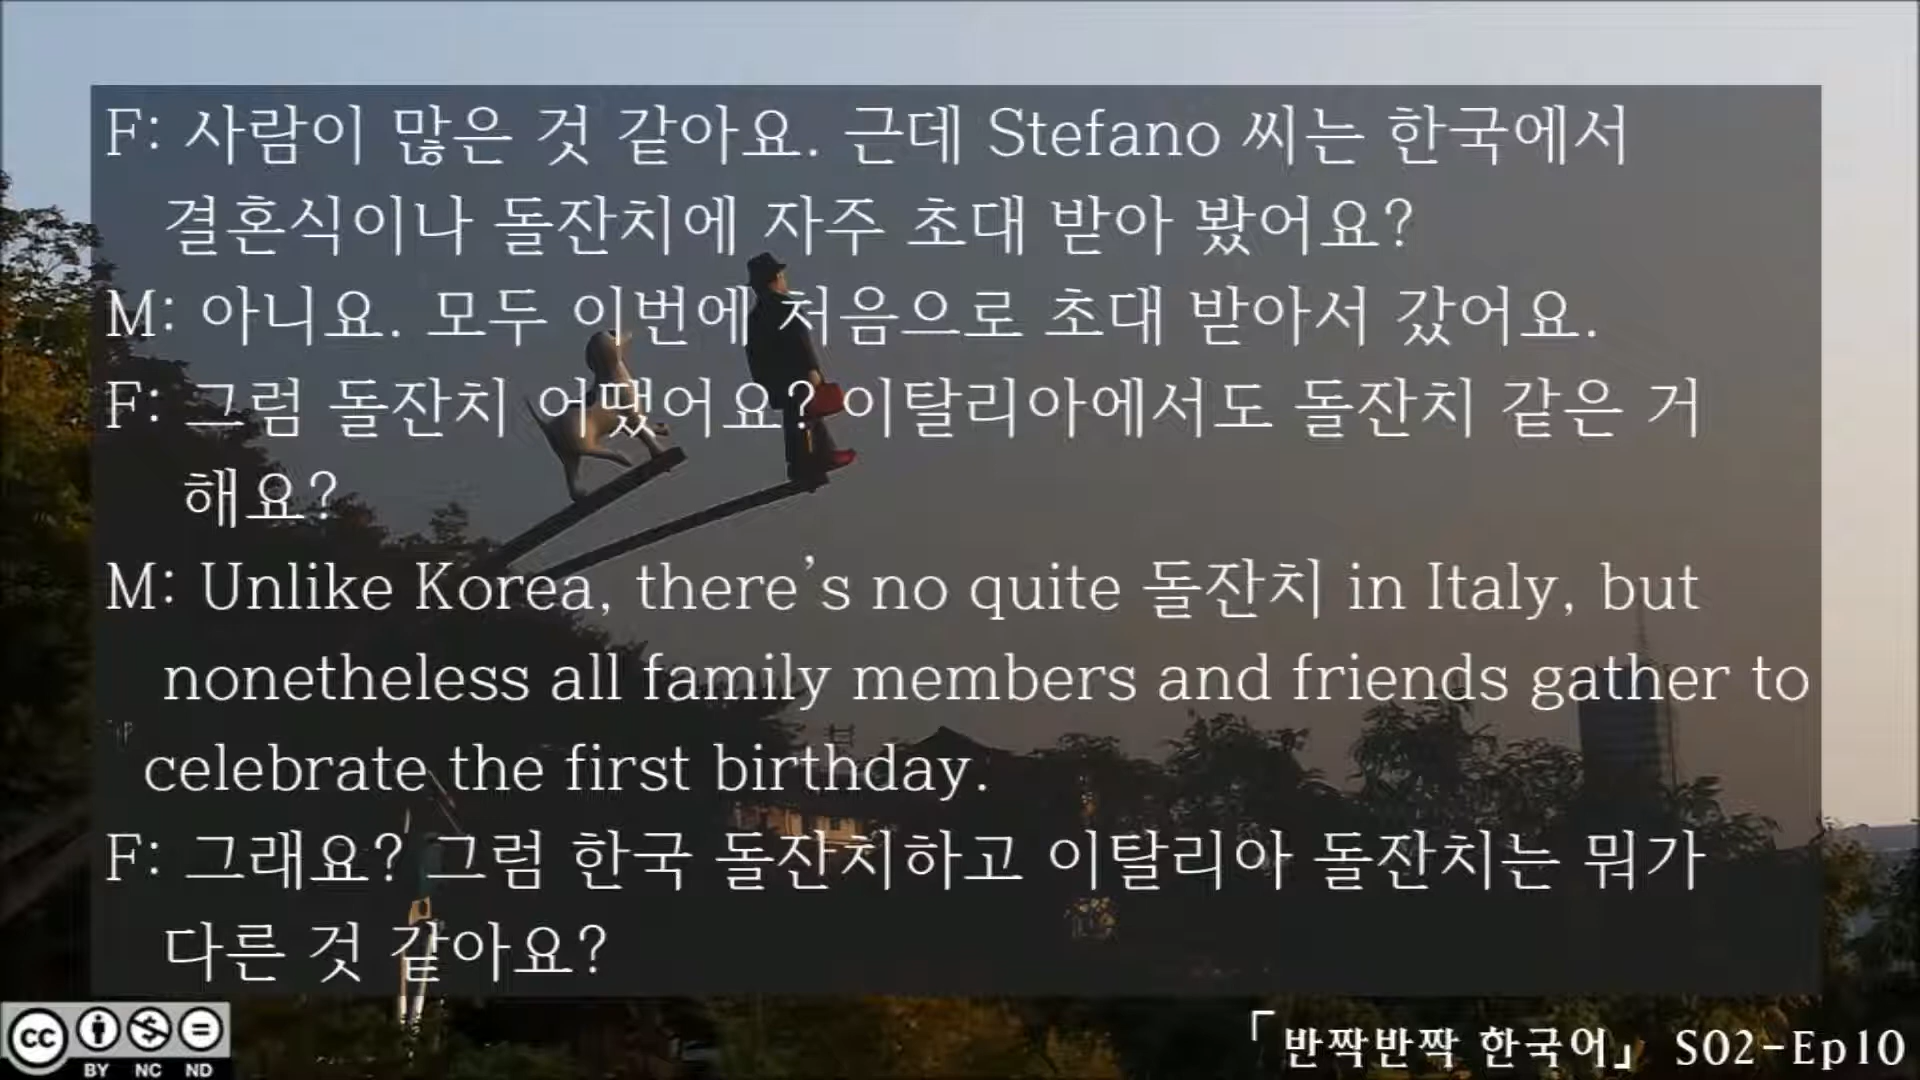 F: 사람이 많은 것 같아요. 근데 Stefano 씨는 한국에서
결혼식이나 돌잔치에 자주 초대 받아 봤어요?
M: 아니요. 모두 이번에 처음으로 초대 받아서 갔어요.
F: 그럼 돌잔치 어땠어요? 이탈리아에서도 돌잔치 같은 거
해요?
M: Unlike Korea, there's no quite 돌잔치 in Italy, but
nonetheless all family members and friends gather to
celebrate the first birthday.
F: 그래요? 그럼 한국 돌잔치하고 이탈리아 돌잔치는 뭐가
다른 것 같아요?
cc BY NC ND
「반짝반짝 한국어」 S02-Ep10